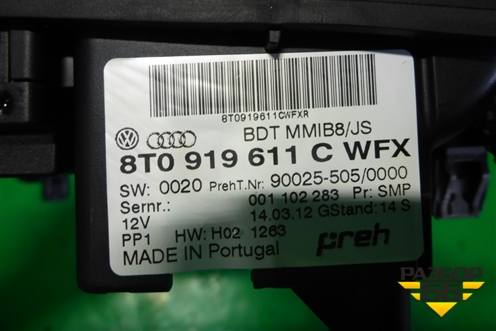 8T0919611CWFXR
BDT MMIB8/JS
8T0 919 611 C WFX
SW: 0020 PrehT.Nr: 90025-505/0000
Sernr.: 001 102 283 Pr: SMP
12V 14.03.12 GStand: 14 S
PP1 HW: H02 1263
MADE IN Portugal preh
РАЗБОР